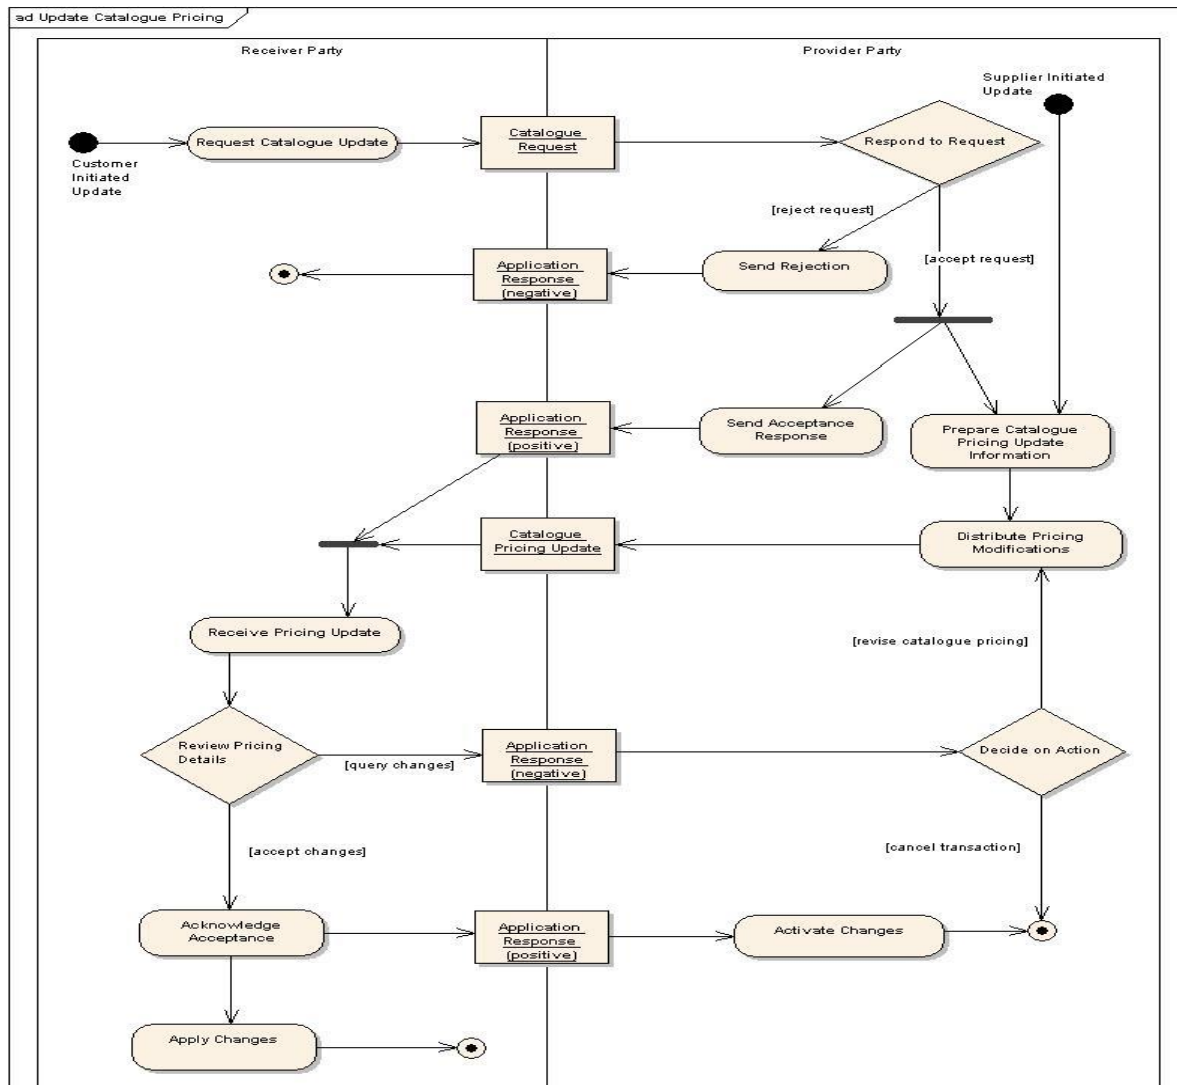 ad Update Catalogue Pricing
Receiver Party
Provider Party
Supplier Initiated
Update
Customer
Initiated
Update
Request Catalogue Update
Catalogue
Request
Respond to Request
[reject request]
[accept request]
Send Rejection
Application
Response
(negative)
Application
Response
(positive)
Send Acceptance
Response
Prepare Catalogue
Pricing Update
Information
Catalogue
Pricing Update
Distribute Pricing
Modifications
Receive Pricing Update
[revise catalogue pricing]
Review Pricing
Details
[query changes]
Application
Response
(negative)
Decide on Action
[accept changes]
[cancel transaction]
Acknowledge
Acceptance
Application
Response
(positive)
Activate Changes
Apply Changes